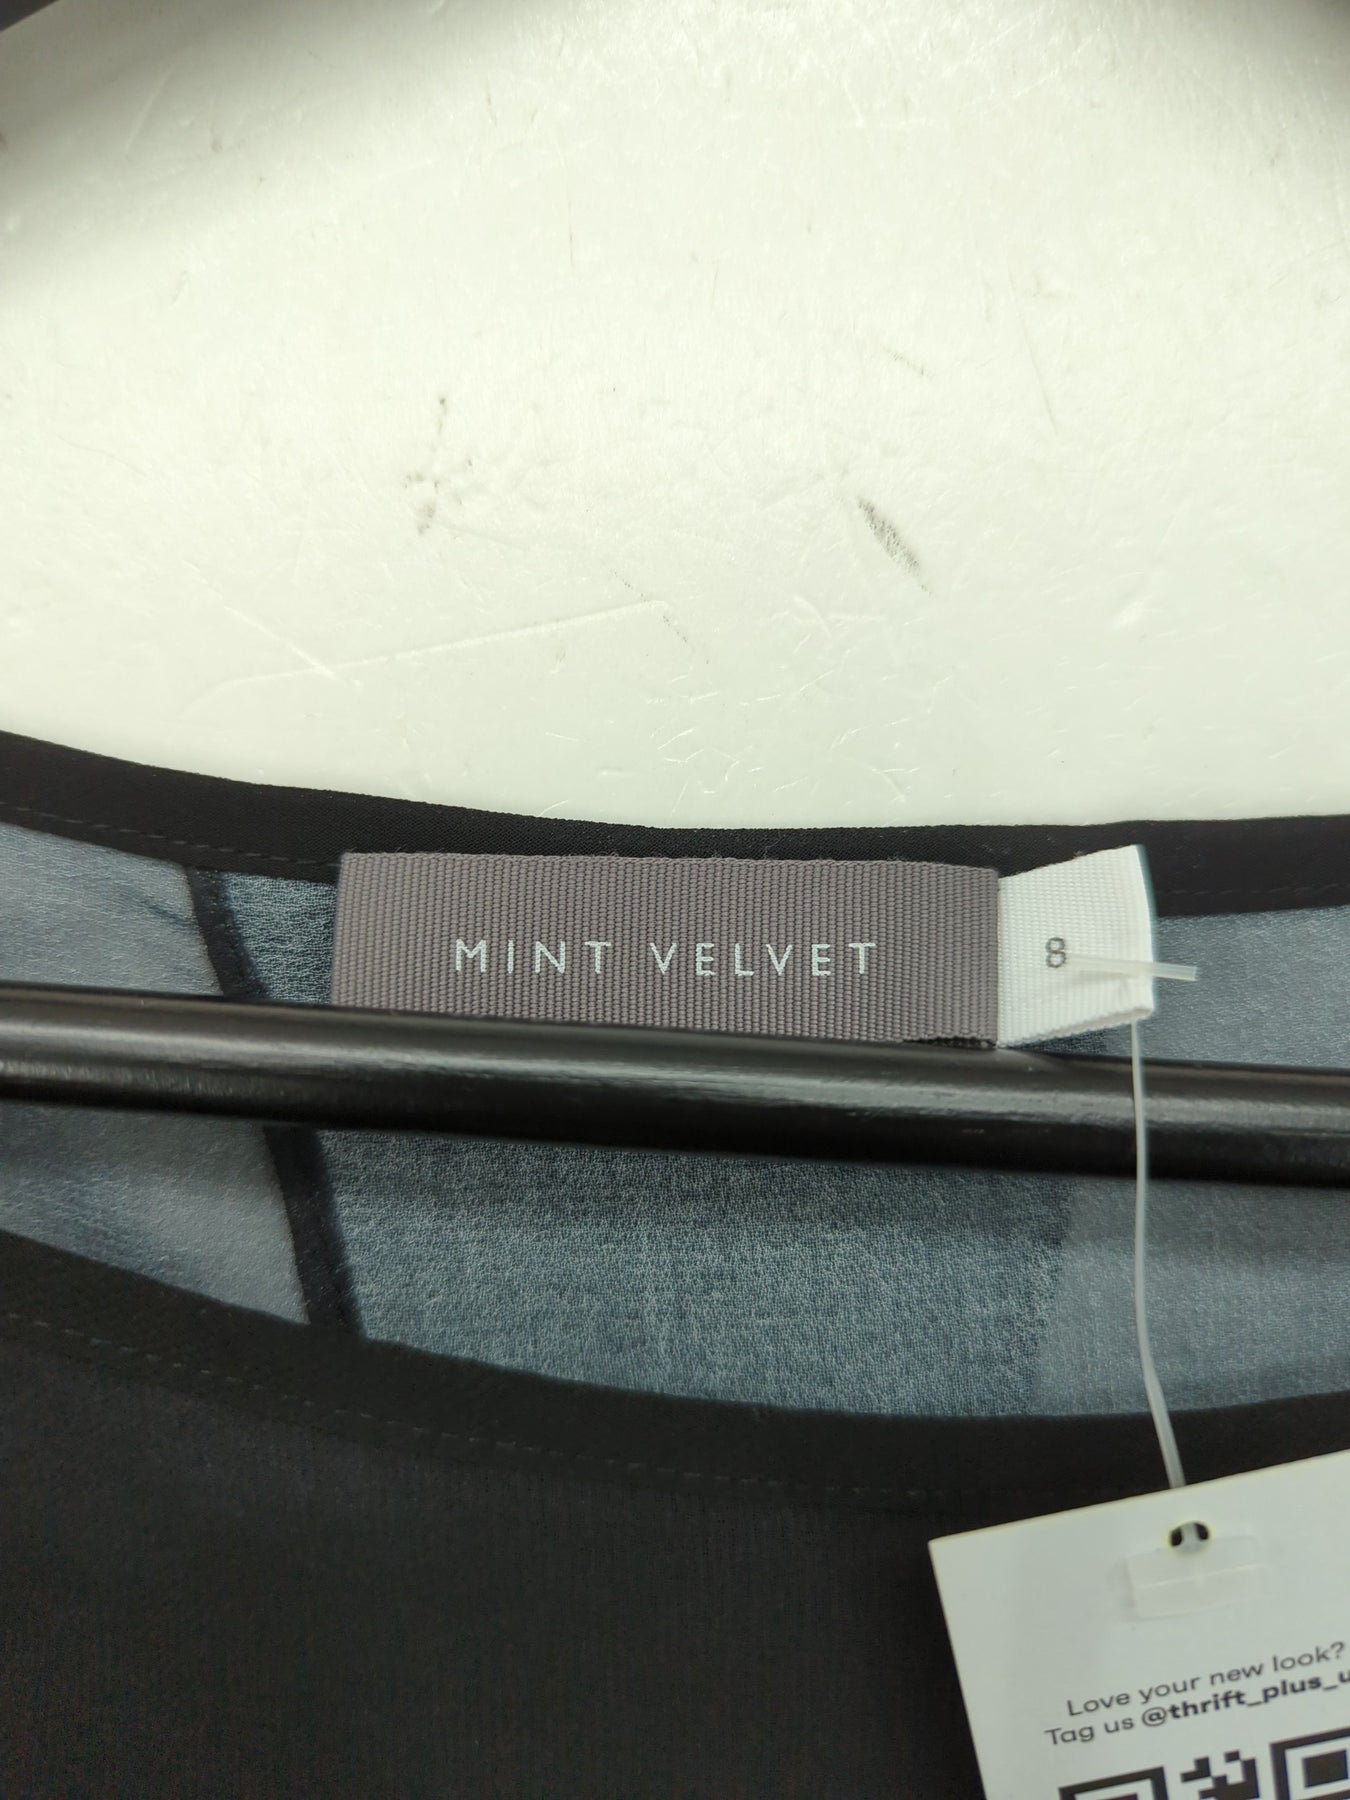 MINT VELVET
8
Love your new look?
Tag us @thrift_plus_u